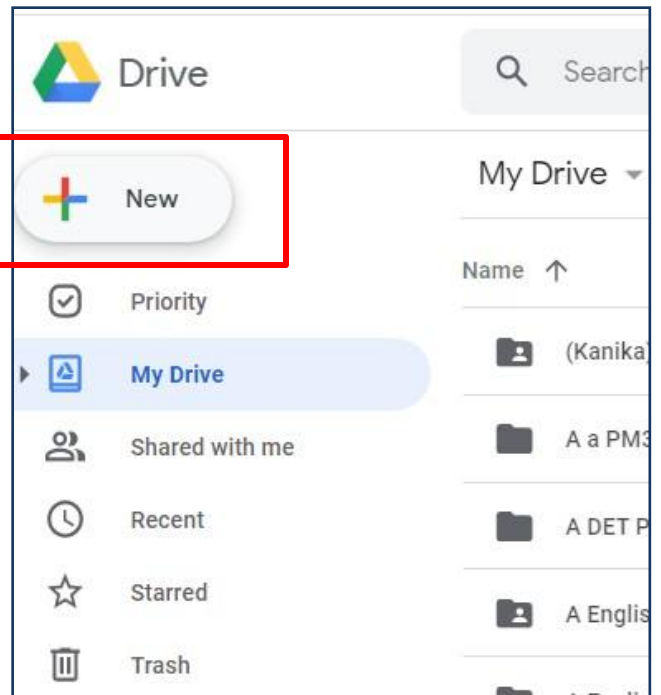 Drive
Search
New
My Drive
Name
Priority
(Kanika)
My Drive
A a PM3
Shared with me
Recent
A DET P
Starred
A Englis
Trash